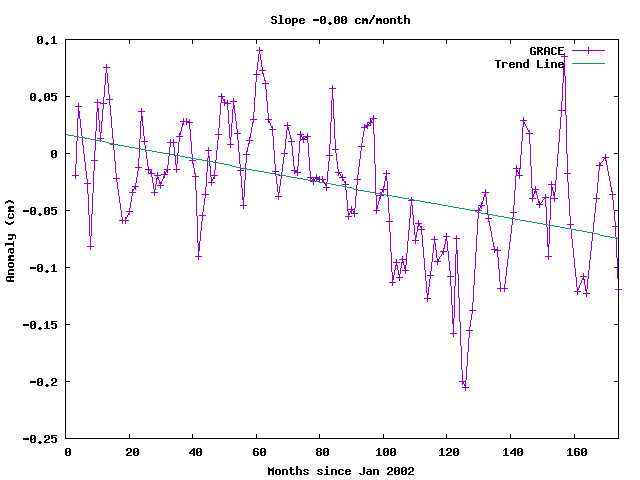 Slope -0.00 cm/month
GRACE
Trend Line
0.1
0.05
0
-0.05
-0.1
-0.15
-0.2
-0.25
Anomaly (cm)
0 20 40 60 80 100 120 140 160
Months since Jan 2002